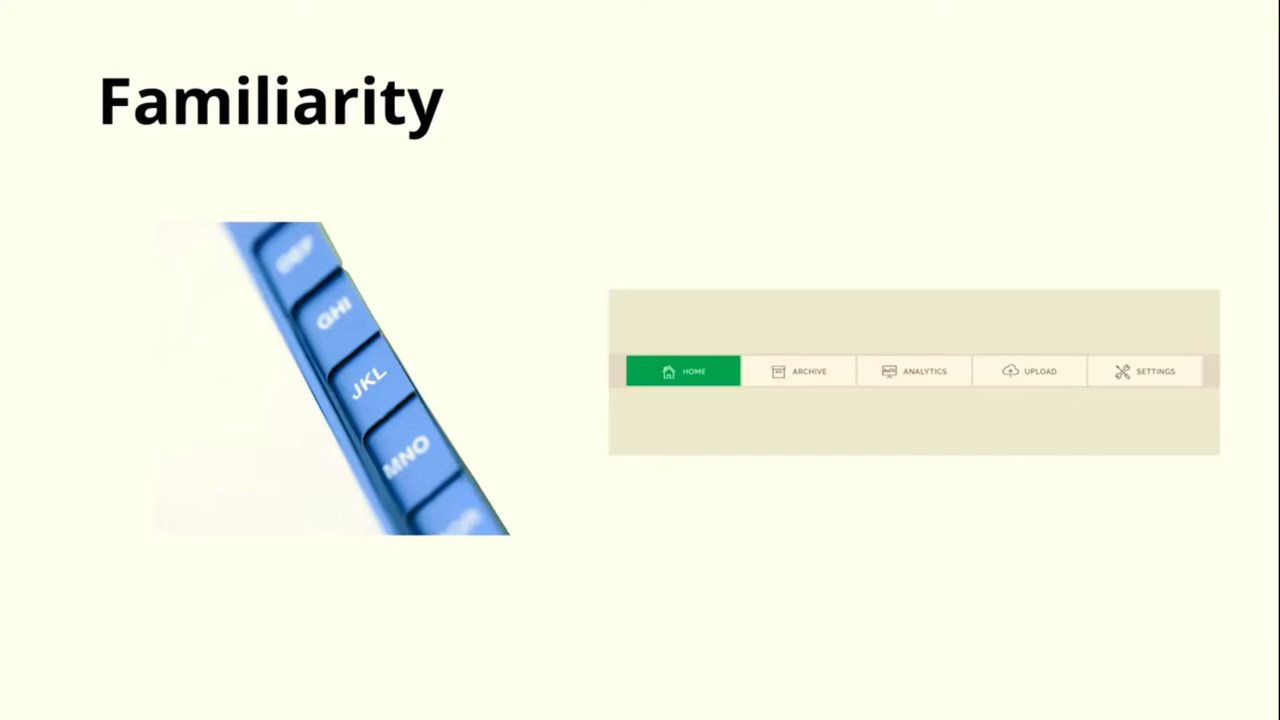 Familiarity
GHI
JKL
MNO
HOME ARCHIVE ANALYTICS UPLOAD SETTINGS